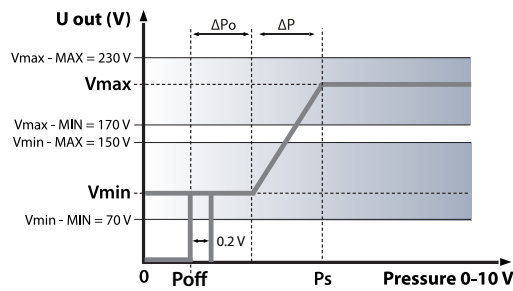 U out (V)
ΔPo
ΔP
Vmax - MAX = 230 V
Vmax
Vmax - MIN = 170 V
Vmin - MAX = 150 V
Vmin
Vmin - MIN = 70 V
0.2 V
0
Poff
Ps
Pressure 0-10 V